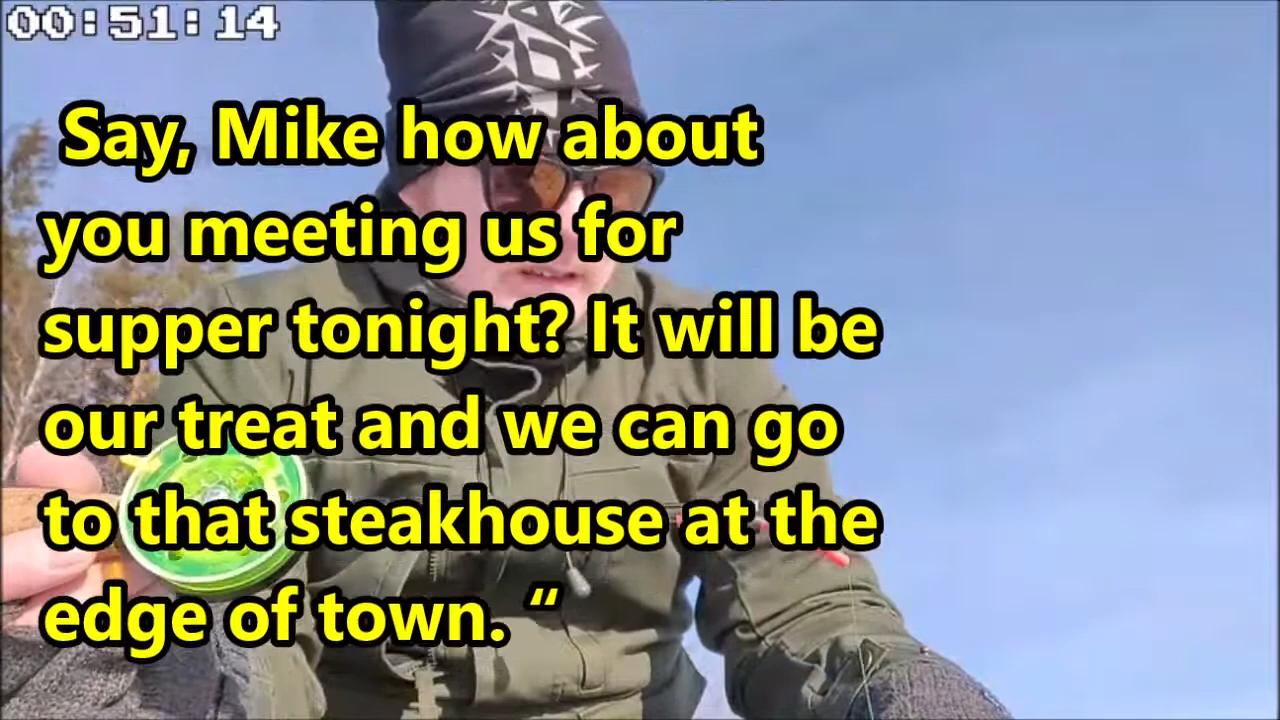 00:51:14
Say, Mike how about
you meeting us for
supper tonight? It will be
our treat and we can go
to that steakhouse at the
edge of town. “